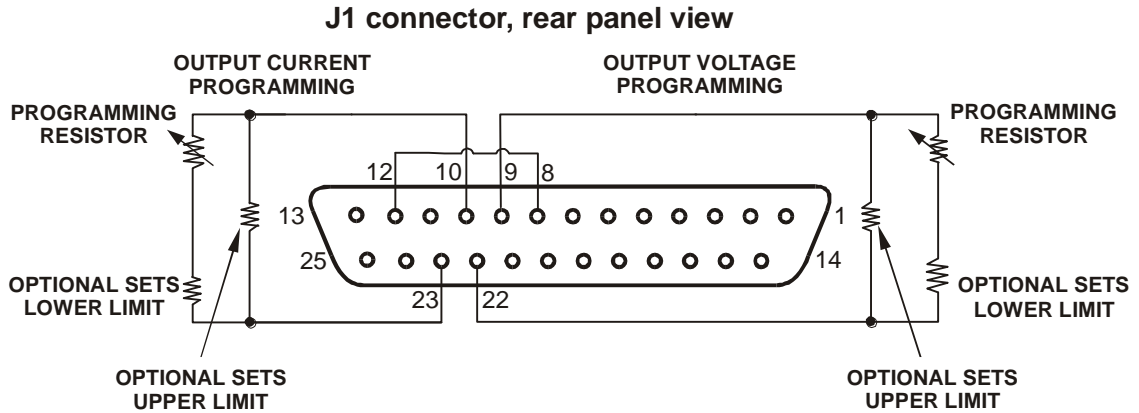 J1 connector, rear panel view
OUTPUT CURRENT
PROGRAMMING
OUTPUT VOLTAGE
PROGRAMMING
PROGRAMMING
RESISTOR
PROGRAMMING
RESISTOR
12
10
9
8
13
1
25
14
23
22
OPTIONAL SETS
LOWER LIMIT
OPTIONAL SETS
LOWER LIMIT
OPTIONAL SETS
UPPER LIMIT
OPTIONAL SETS
UPPER LIMIT